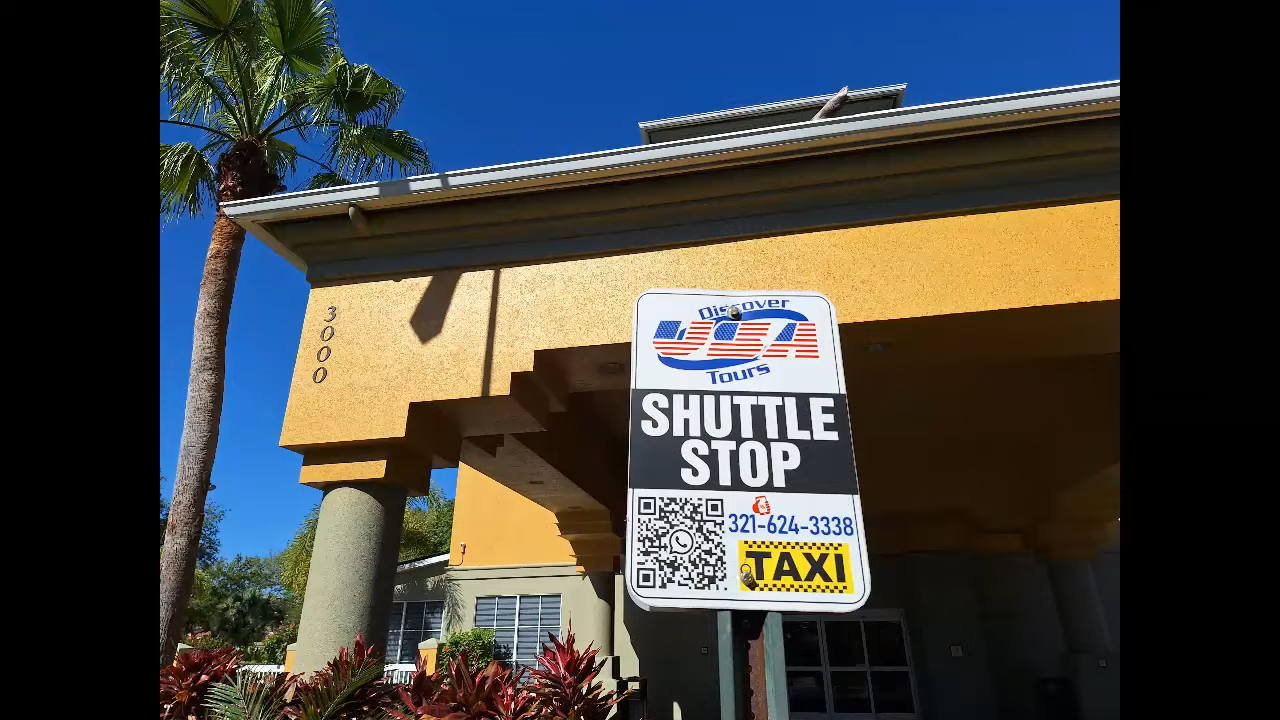 3000
Discover
USA
Tours
SHUTTLE
STOP
321-624-3338
TAXI